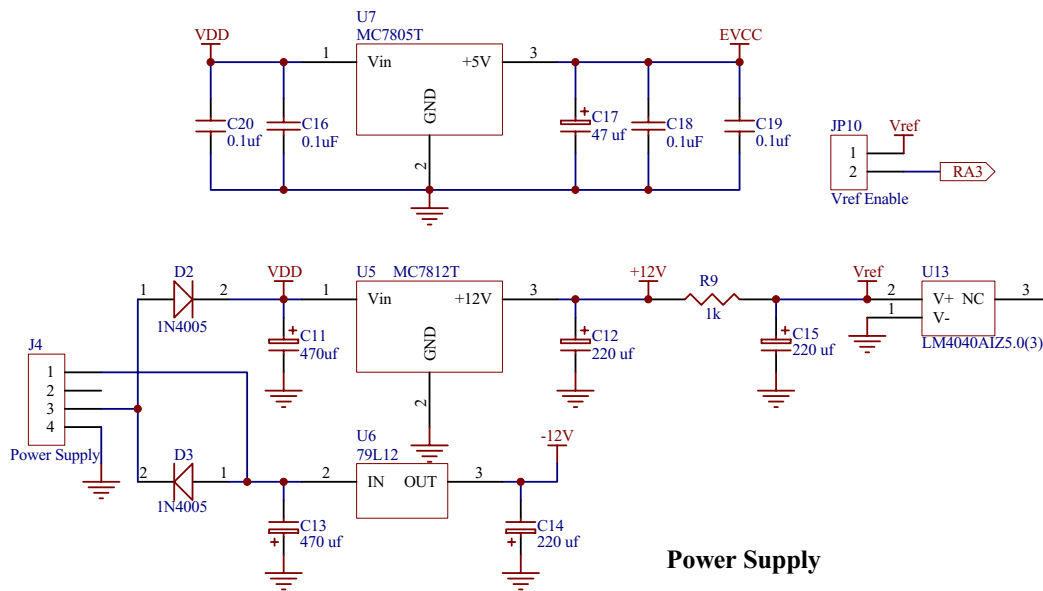 U7
MC7805T
VDD
1
Vin
+5V
3
EVCC
GND
2
C20
0.1uf
C16
0.1uF
C17
47 uf
C18
0.1uF
C19
0.1uf
JP10
1
2
Vref
RA3
Vref Enable
D2
1
2
1N4005
VDD
U5
MC7812T
1
Vin
+12V
3
GND
2
+12V
R9
1k
Vref
U13
2
V+
NC
3
1
V-
LM4040AIZ5.0(3)
C11
470uf
C12
220 uf
C15
220 uf
J4
1
2
3
4
Power Supply
D3
2
1
1N4005
U6
79L12
2
IN
OUT
3
-12V
C13
470 uf
C14
220 uf
Power Supply